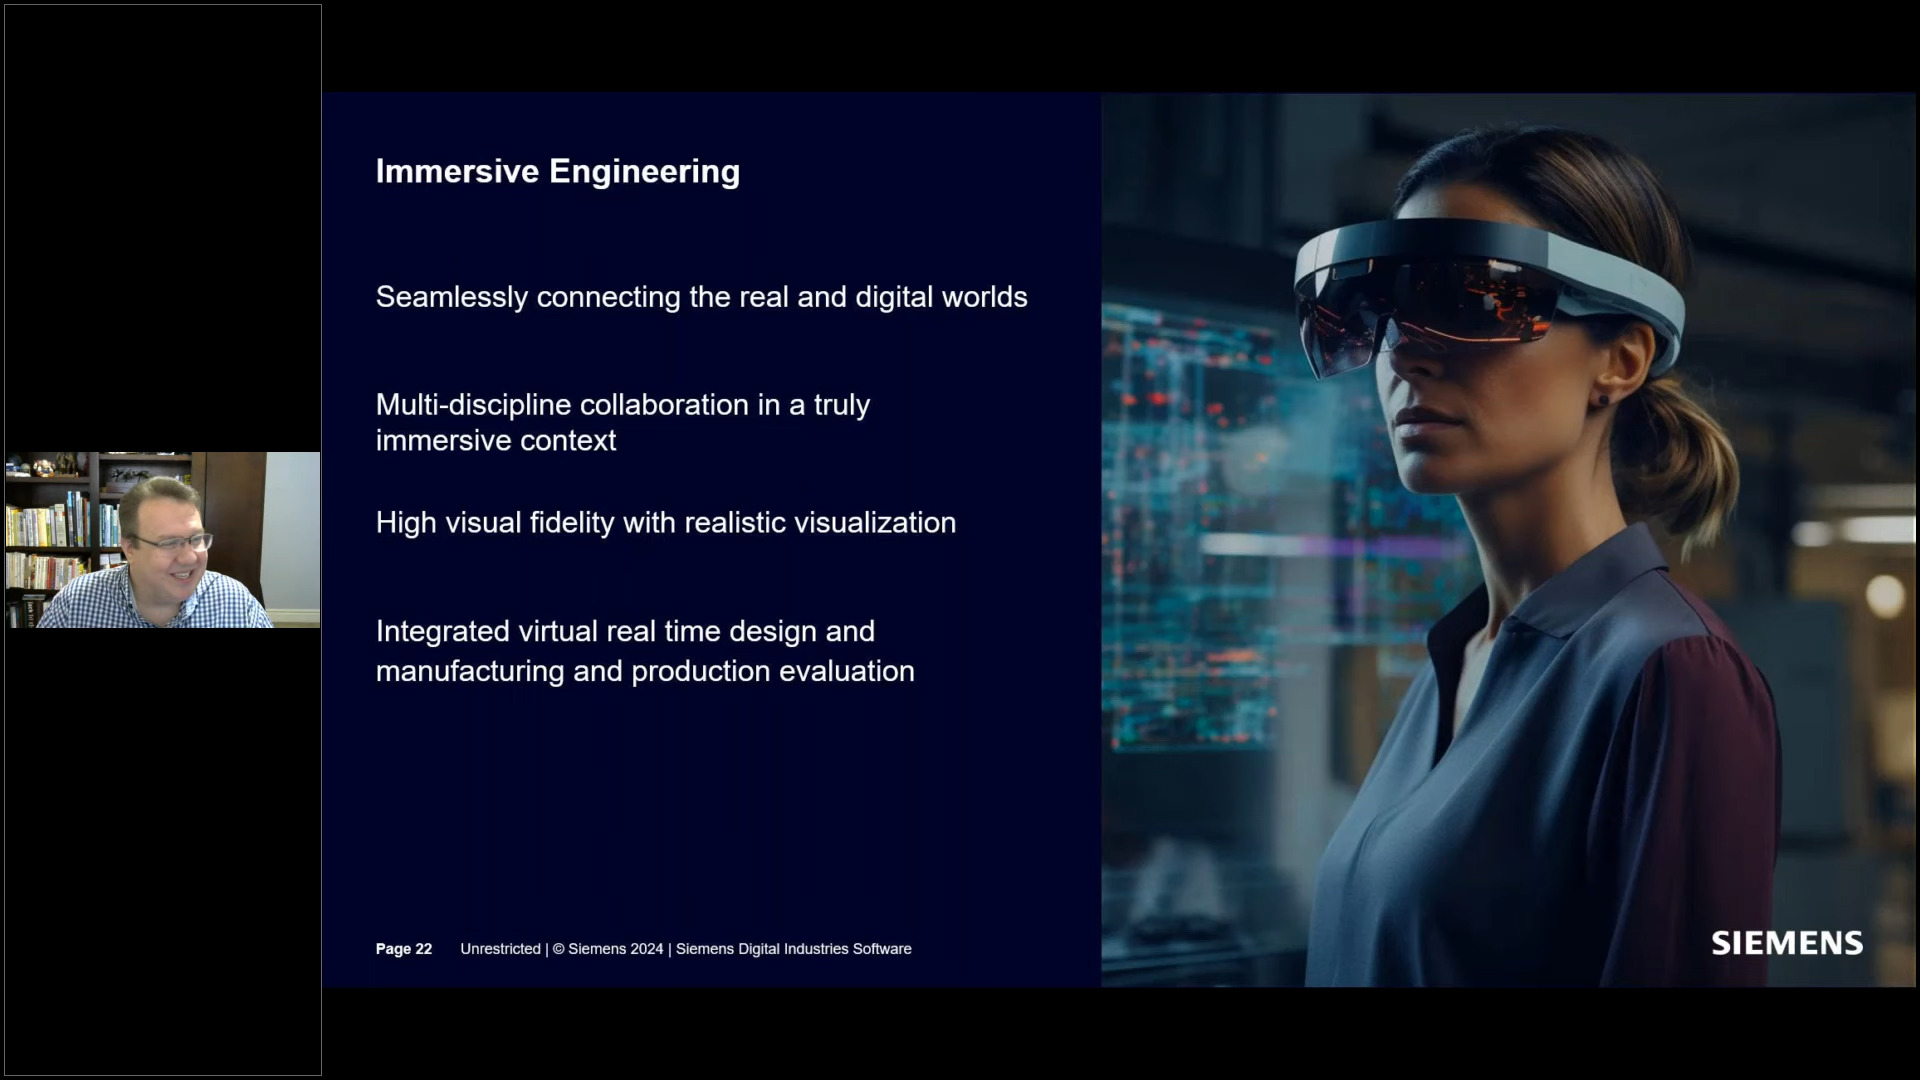 Immersive Engineering
Seamlessly connecting the real and digital worlds
Multi-discipline collaboration in a truly
immersive context
High visual fidelity with realistic visualization
Integrated virtual real time design and
manufacturing and production evaluation
Page 22 Unrestricted | © Siemens 2024 | Siemens Digital Industries Software
SIEMENS